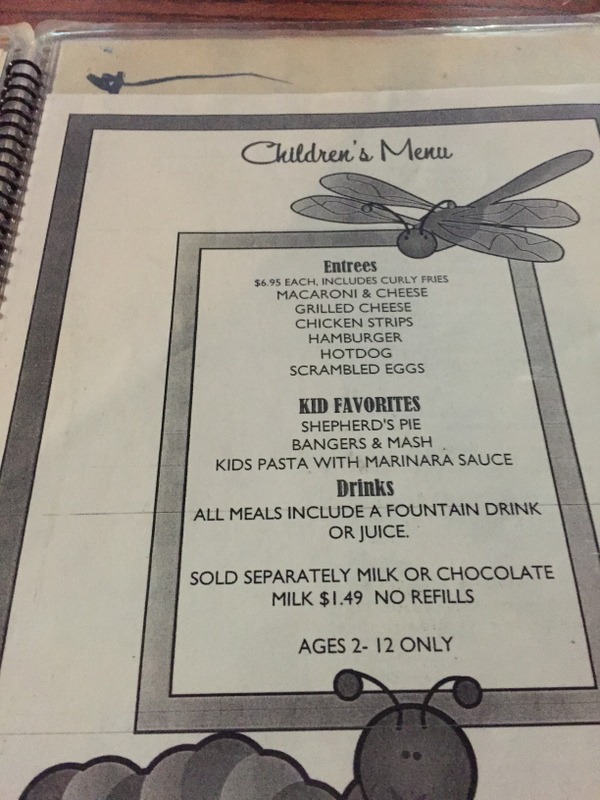 Children's Menu
Entrees
$6.95 EACH, INCLUDES CURLY FRIES
MACARONI & CHEESE
GRILLED CHEESE
CHICKEN STRIPS
HAMBURGER
HOTDOG
SCRAMBLED EGGS
KID FAVORITES
SHEPHERD'S PIE
BANGERS & MASH
KIDS PASTA WITH MARINARA SAUCE
Drinks
ALL MEALS INCLUDE A FOUNTAIN DRINK
OR JUICE.
SOLD SEPARATELY MILK OR CHOCOLATE
MILK $1.49 NO REFILLS
AGES 2- 12 ONLY